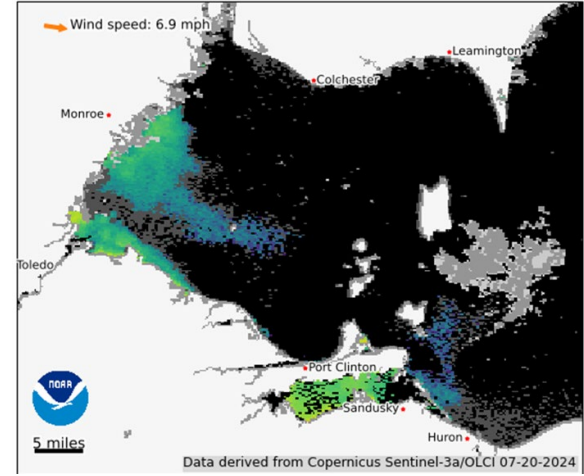 Wind speed: 6.9 mph
Leamington
Colchester
Monroe
Toledo
Port Clinton
Sandusky
Huron
NOAA
5 miles
Data derived from Copernicus Sentinel-3a/OLCI 07-20-2024